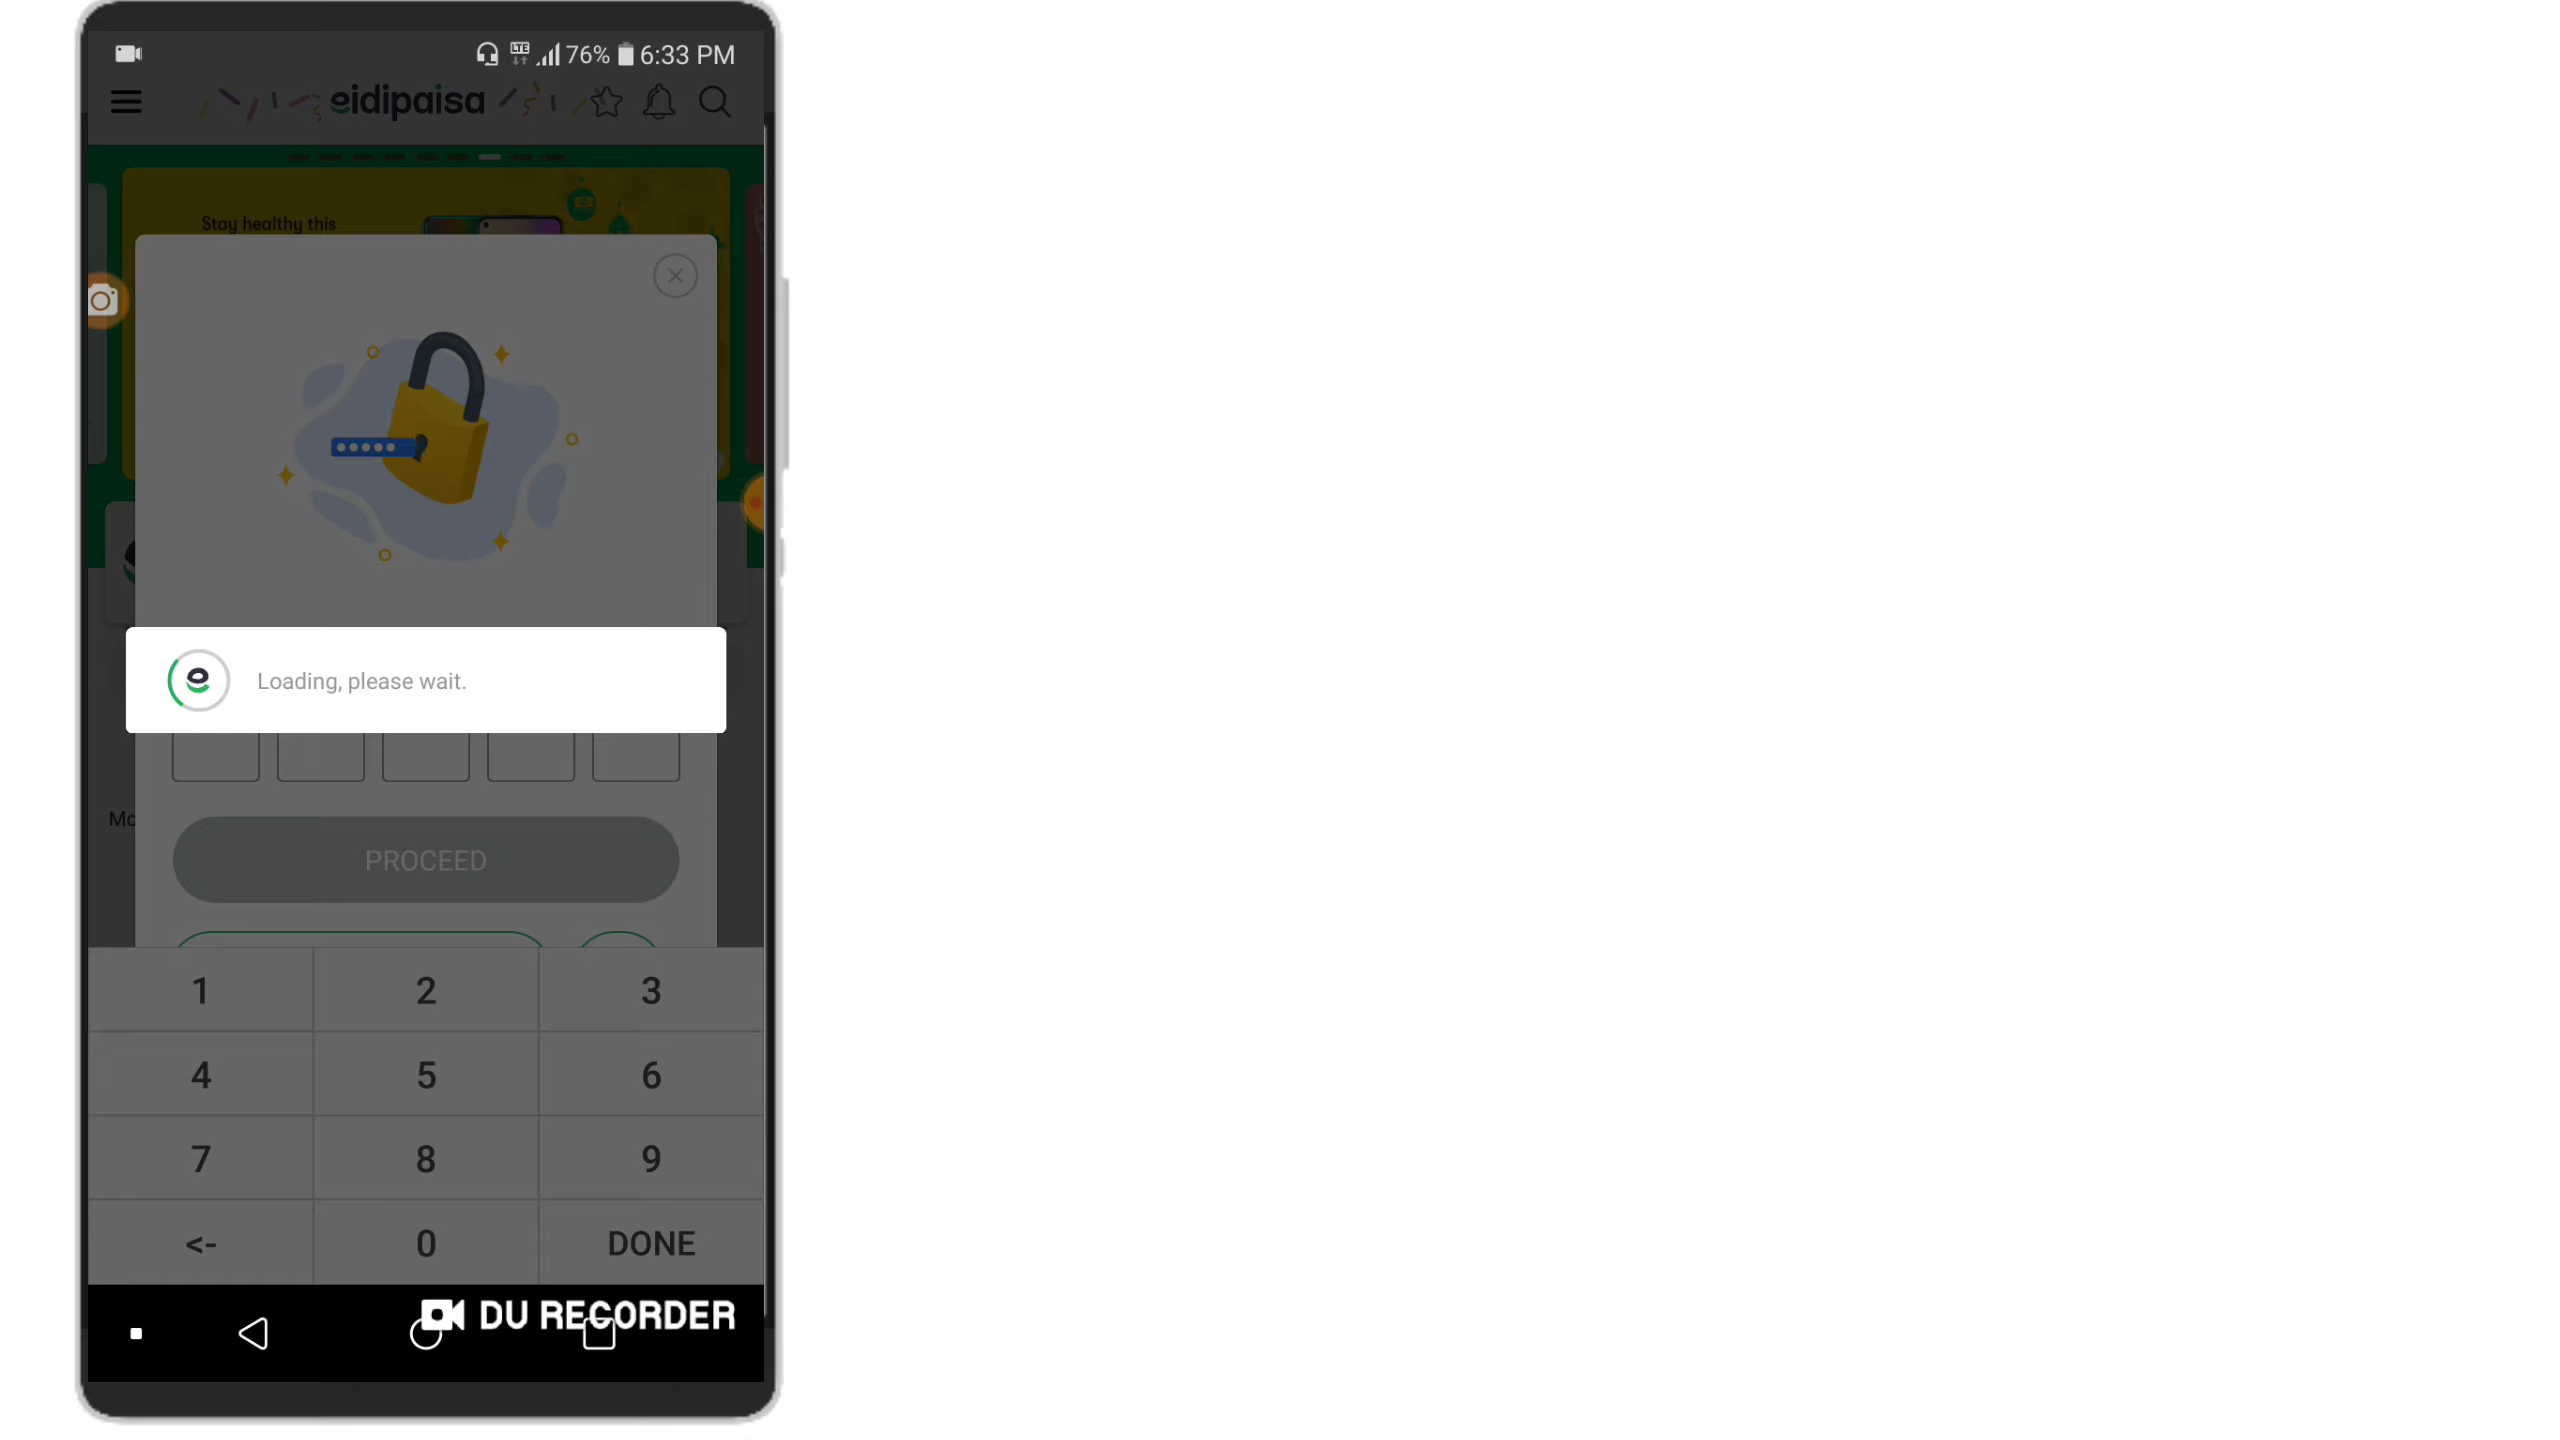 LTE 76% 6:33 PM
eidipaisa
Stay healthy this
Loading, please wait.
PROCEED
1 2 3
4 5 6
7 8 9
<- 0 DONE
DU RECORDER